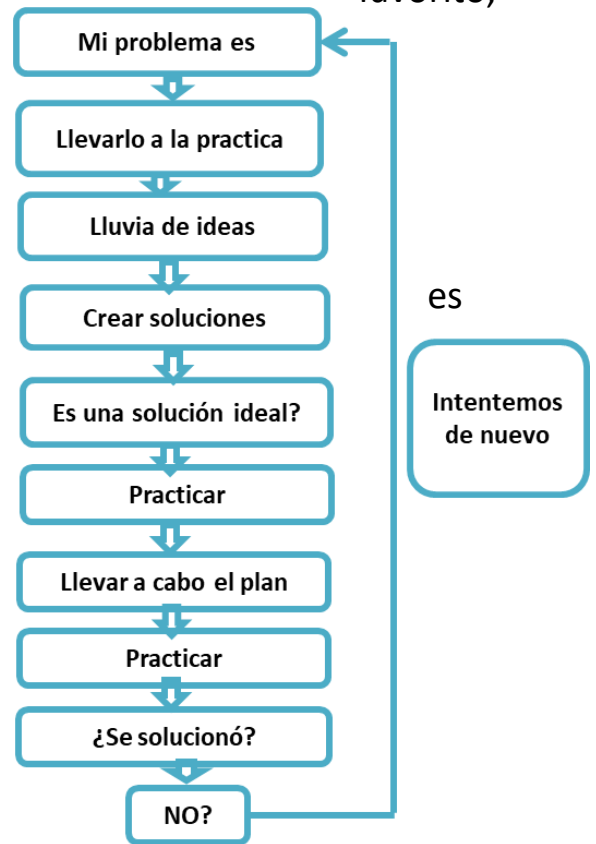 favorito,
Mi problema es
Llevarlo a la practica
Lluvia de ideas
Crear soluciones
es
Es una solución ideal?
Intentemos
de nuevo
Practicar
Llevar a cabo el plan
Practicar
¿Se solucionó?
NO?